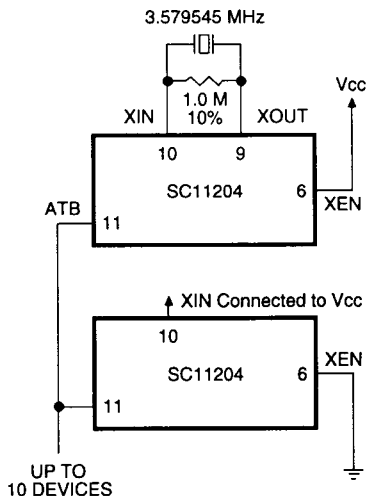 3.579545 MHz
1.0 M
10%
XIN
XOUT
Vcc
10
9
SC11204
6
XEN
ATB
11
XIN Connected to Vcc
10
SC11204
6
XEN
11
UP TO
10 DEVICES